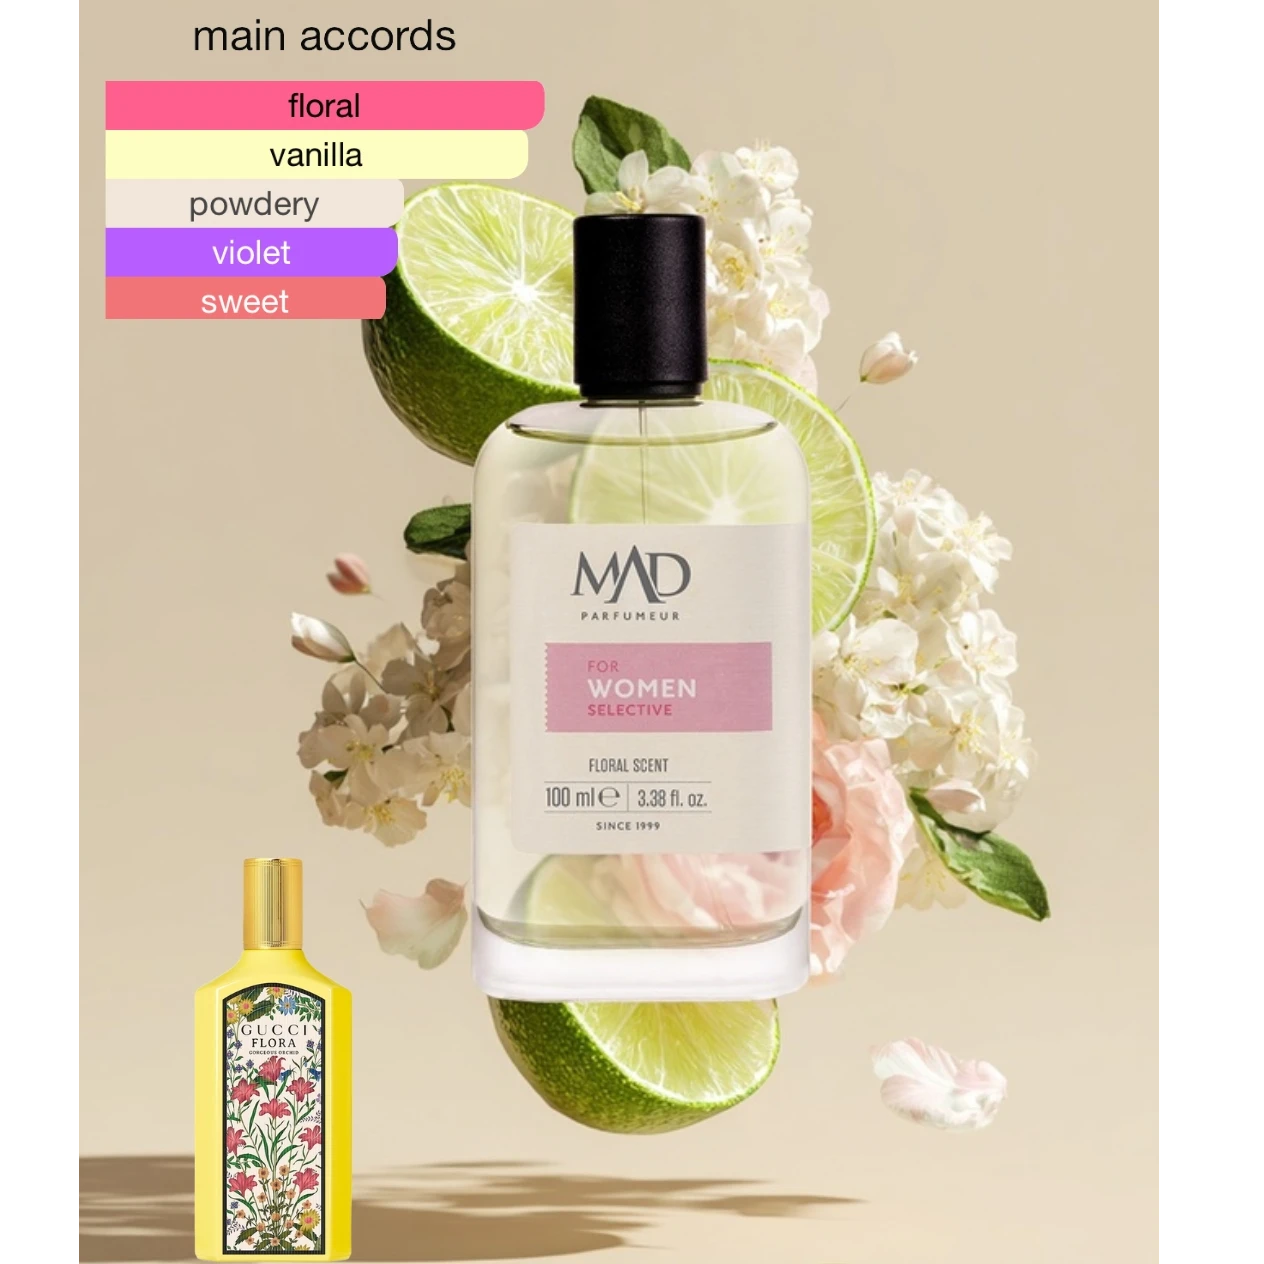 main accords
floral
vanilla
powdery
violet
sweet
MAD
PARFUMEUR
FOR
WOMEN
SELECTIVE
FLORAL SCENT
100 ml ℮ 3.38 fl. oz.
SINCE 1999
GUCCI
FLORA
GORGEOUS ORCHID